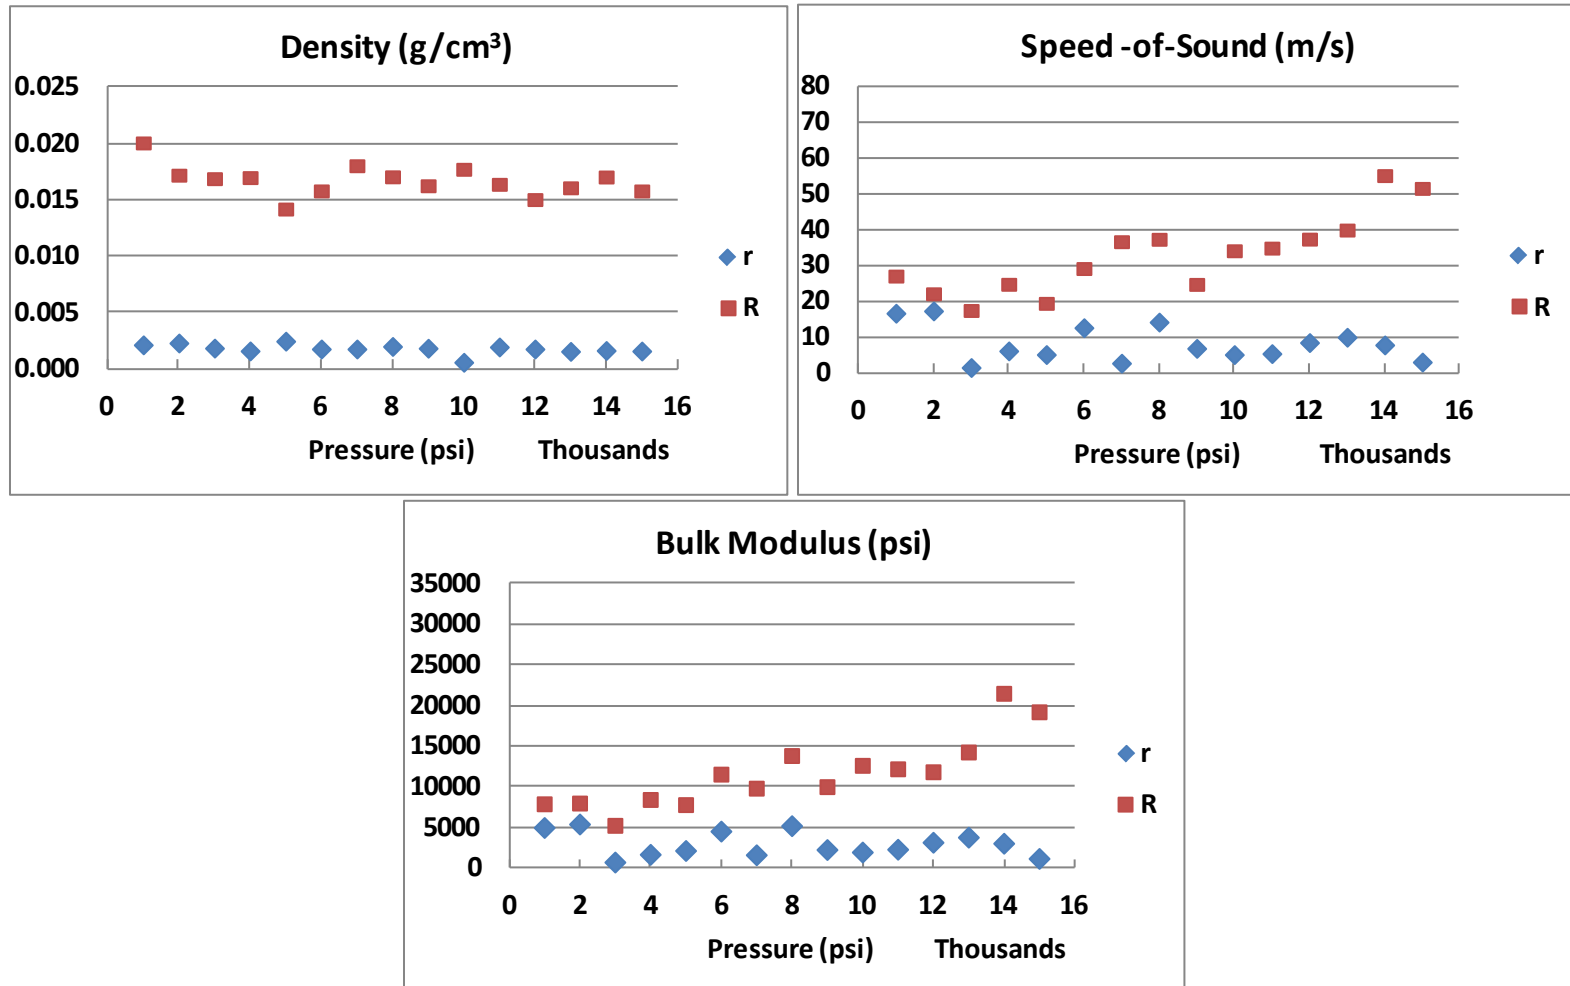 Density (g/cm³)
0.025
0.020
0.015
0.010
0.005
0.000
0 2 4 6 8 10 12 14 16
Pressure (psi) Thousands
r
R
Speed -of-Sound (m/s)
80
70
60
50
40
30
20
10
0
0 2 4 6 8 10 12 14 16
Pressure (psi) Thousands
r
R
Bulk Modulus (psi)
35000
30000
25000
20000
15000
10000
5000
0
0 2 4 6 8 10 12 14 16
Pressure (psi) Thousands
r
R